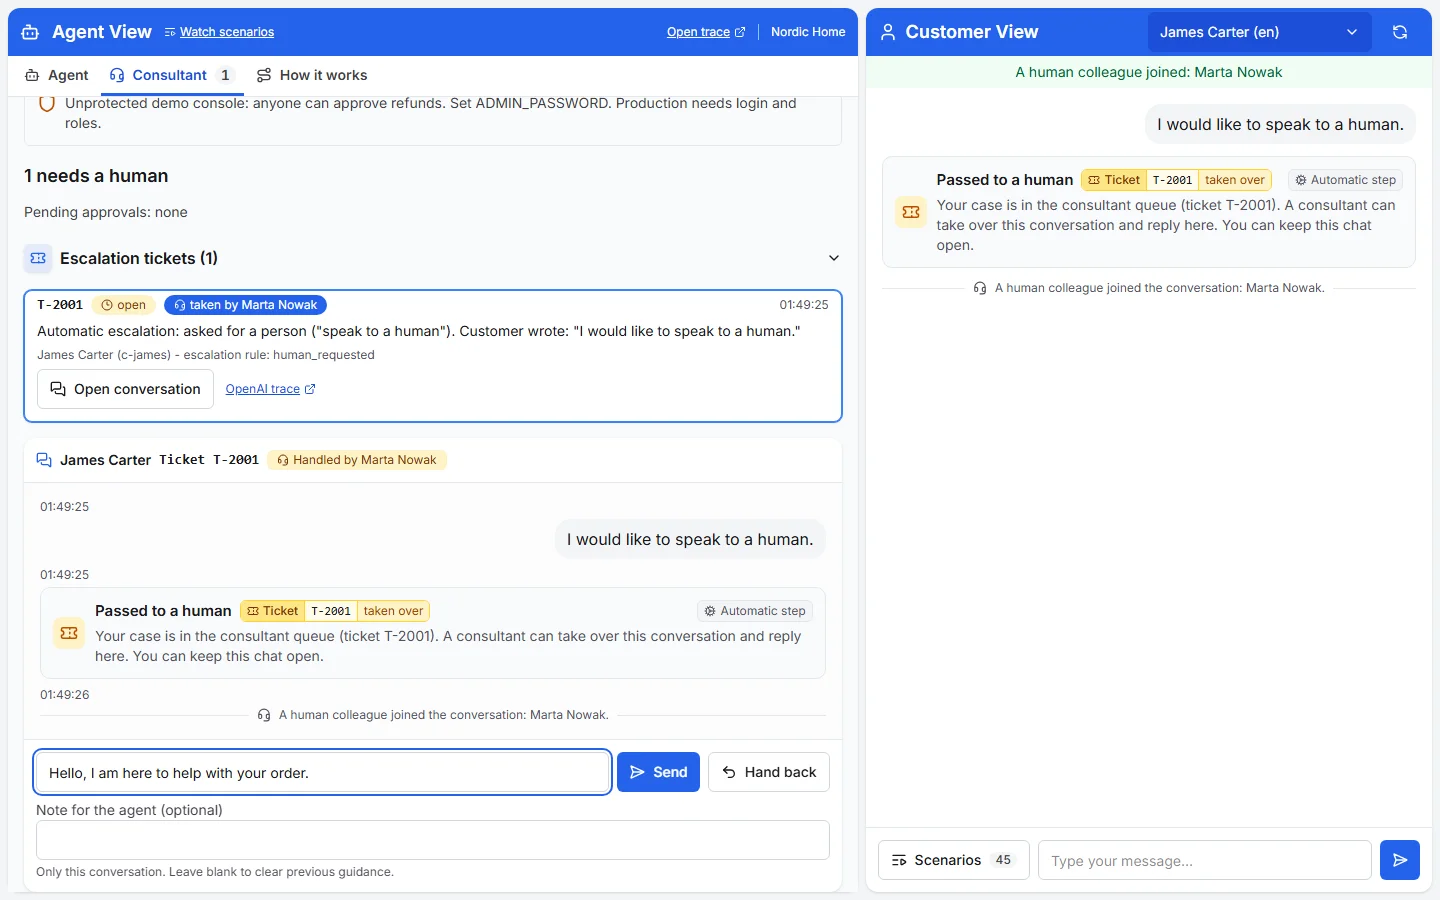 Agent View
Watch scenarios
Open trace
Nordic Home
Agent
Consultant 1
How it works
Unprotected demo console: anyone can approve refunds. Set ADMIN_PASSWORD. Production needs login and
roles.
1 needs a human
Pending approvals: none
Escalation tickets (1)
T-2001 open taken by Marta Nowak 01:49:25
Automatic escalation: asked for a person ("speak to a human"). Customer wrote: "I would like to speak to a human."
James Carter (c-james) - escalation rule: human_requested
Open conversation OpenAI trace
James Carter Ticket T-2001 Handled by Marta Nowak
01:49:25
I would like to speak to a human.
01:49:25
Passed to a human Ticket T-2001 taken over Automatic step
Your case is in the consultant queue (ticket T-2001). A consultant can take over this conversation and reply
here. You can keep this chat open.
01:49:26
A human colleague joined the conversation: Marta Nowak.
Hello, I am here to help with your order.
Send
Hand back
Note for the agent (optional)
Only this conversation. Leave blank to clear previous guidance.
Customer View
James Carter (en)
A human colleague joined: Marta Nowak
I would like to speak to a human.
Passed to a human Ticket T-2001 taken over Automatic step
Your case is in the consultant queue (ticket T-2001). A consultant can
take over this conversation and reply here. You can keep this chat
open.
A human colleague joined the conversation: Marta Nowak.
Scenarios 45
Type your message...